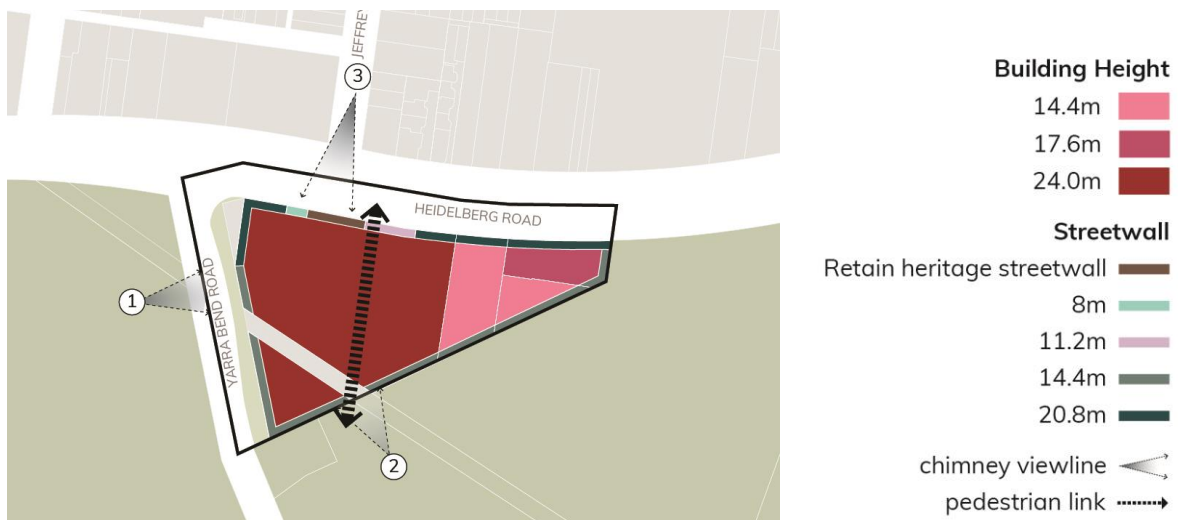 JEFFREY
3
HEIDELBERG ROAD
YARRA BEND ROAD
1
2
Building Height
14.4m
17.6m
24.0m
Streetwall
Retain heritage streetwall
8m
11.2m
14.4m
20.8m
chimney viewline
pedestrian link